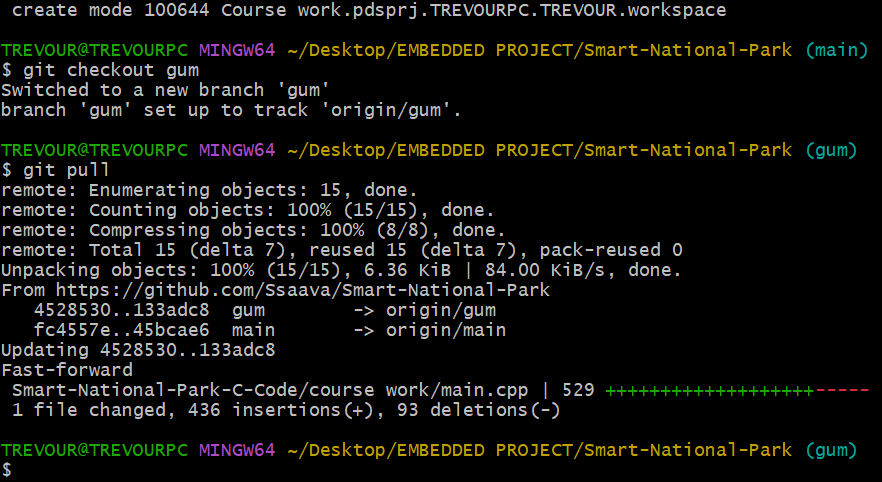 create mode 100644 Course work.pdsprj.TREVOURPC.TREVOUR.workspace
TREVOUR@TREVOURPC MINGW64 ~/Desktop/EMBEDDED PROJECT/Smart-National-Park (main)
$ git checkout gum
Switched to a new branch 'gum'
branch 'gum' set up to track 'origin/gum'.
TREVOUR@TREVOURPC MINGW64 ~/Desktop/EMBEDDED PROJECT/Smart-National-Park (gum)
$ git pull
remote: Enumerating objects: 15, done.
remote: Counting objects: 100% (15/15), done.
remote: Compressing objects: 100% (8/8), done.
remote: Total 15 (delta 7), reused 15 (delta 7), pack-reused 0
Unpacking objects: 100% (15/15), 6.36 KiB | 84.00 KiB/s, done.
From https://github.com/Ssaava/Smart-National-Park
   4528530..133adc8  gum        -> origin/gum
   fc4557e..45bcae6  main       -> origin/main
Updating 4528530..133adc8
Fast-forward
 Smart-National-Park-C-Code/course work/main.cpp | 529 +++++++++++++++++++-----
 1 file changed, 436 insertions(+), 93 deletions(-)
TREVOUR@TREVOURPC MINGW64 ~/Desktop/EMBEDDED PROJECT/Smart-National-Park (gum)
$